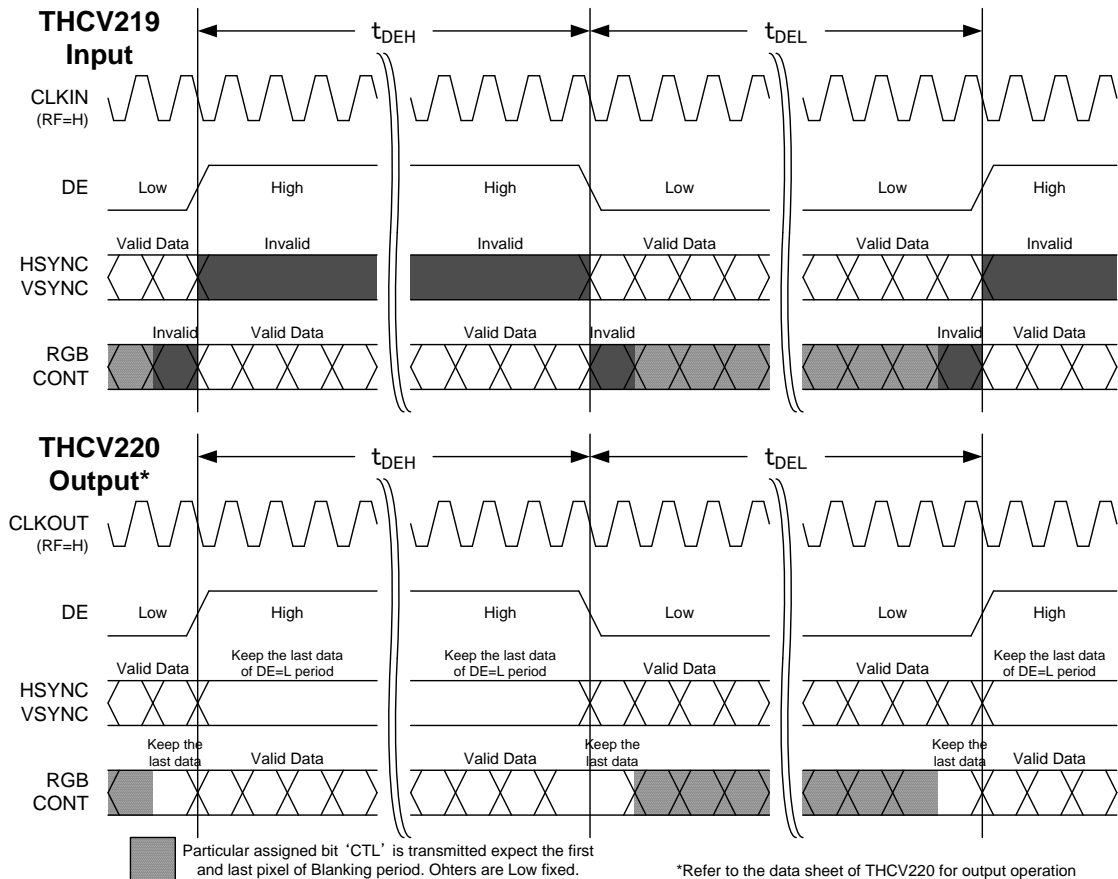 THCV219
Input
tDEH
tDEL
CLKIN
(RF=H)
DE
Low
High
High
Low
Low
High
Valid Data
Invalid
Invalid
Valid Data
Valid Data
Invalid
HSYNC
VSYNC
Invalid
Valid Data
Valid Data
Invalid
Invalid
Valid Data
RGB
CONT
THCV220
Output*
tDEH
tDEL
CLKOUT
(RF=H)
DE
Low
High
High
Low
Low
High
Valid Data
Keep the last data
of DE=L period
Keep the last data
of DE=L period
Valid Data
Valid Data
Keep the last data
of DE=L period
HSYNC
VSYNC
Keep the
last data
Valid Data
Valid Data
Keep the
last data
Keep the
last data
Valid Data
RGB
CONT
Particular assigned bit ‘CTL’ is transmitted expect the first
and last pixel of Blanking period. Ohters are Low fixed.
*Refer to the data sheet of THCV220 for output operation